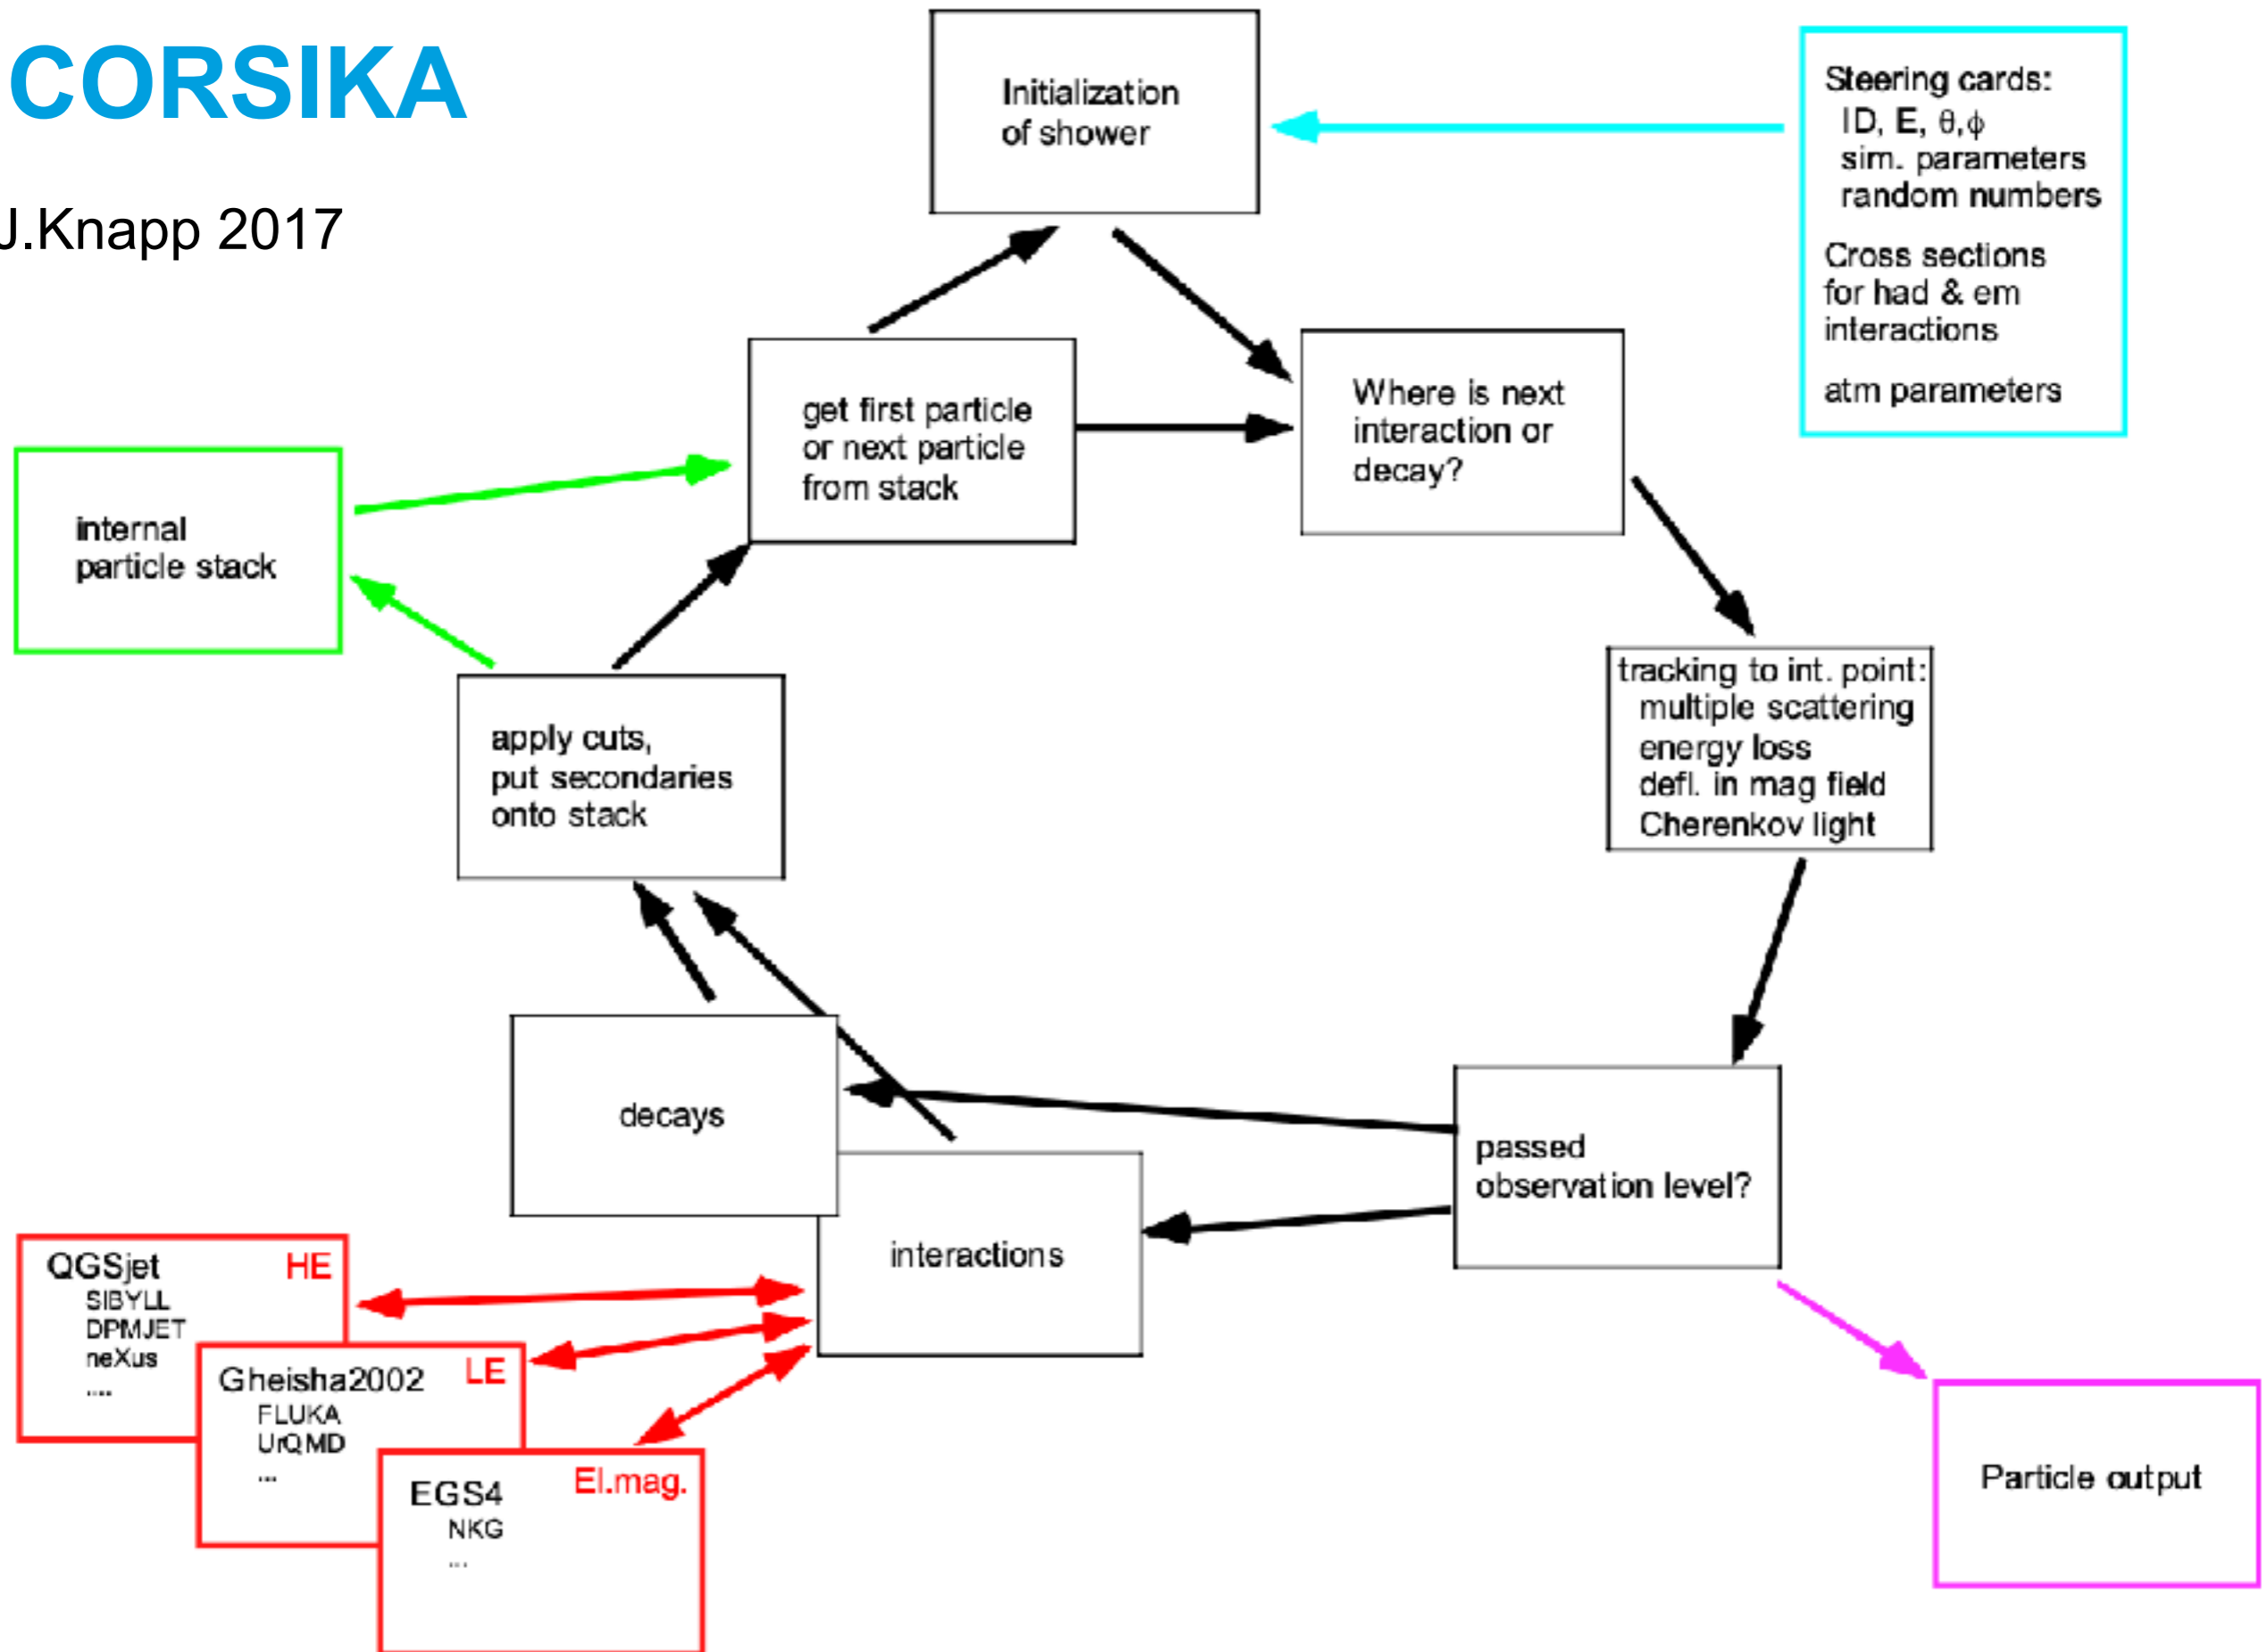 CORSIKA
J.Knapp 2017
Initialization
of shower
Steering cards:
ID, E, θ,ϕ
sim. parameters
random numbers
Cross sections
for had & em
interactions
atm parameters
get first particle
or next particle
from stack
Where is next
interaction or
decay?
internal
particle stack
tracking to int. point:
multiple scattering
energy loss
defl. in mag field
Cherenkov light
apply cuts,
put secondaries
onto stack
decays
passed
observation level?
interactions
QGSjet HE
SIBYLL
DPMJET
neXus
....
Gheisha2002 LE
FLUKA
UrQMD
...
EGS4 El.mag.
NKG
...
Particle output